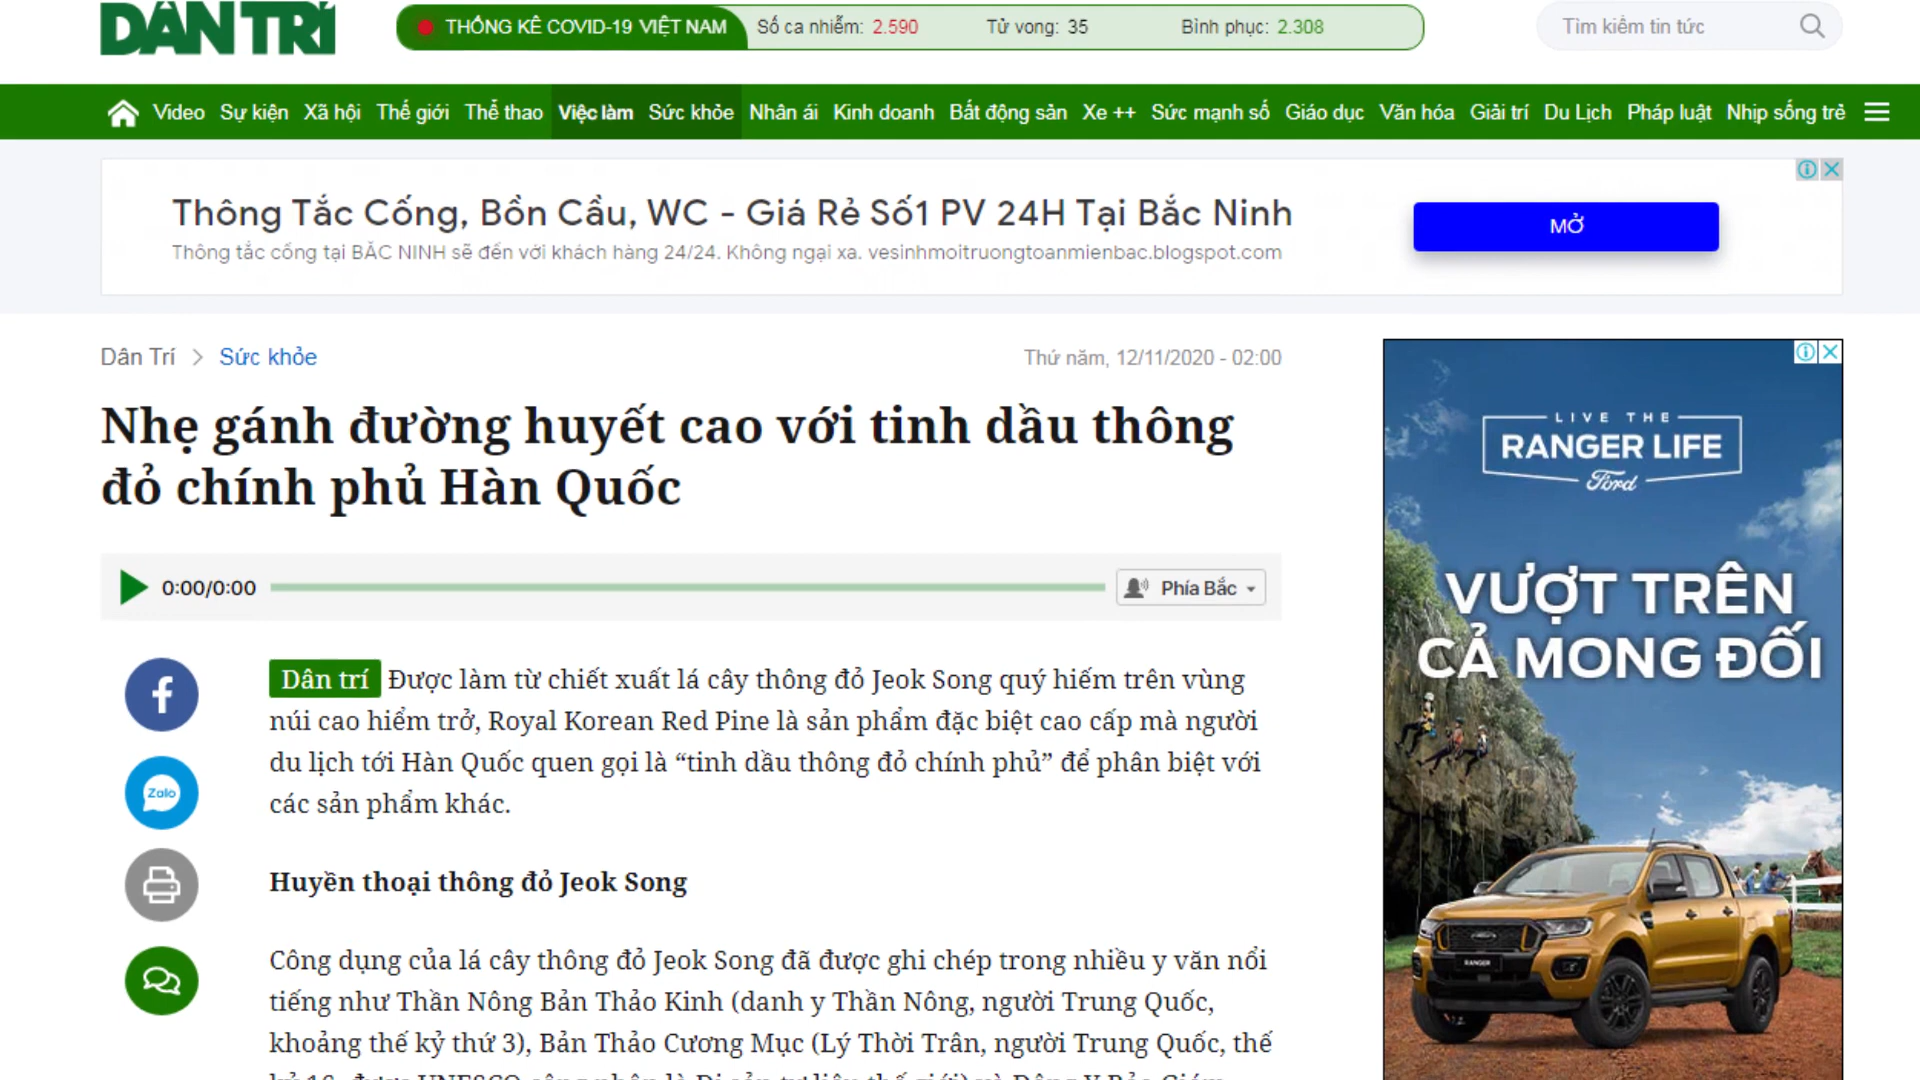 DÂN TRÍ
THỐNG KÊ COVID-19 VIỆT NAM Số ca nhiễm: 2.590 Tử vong: 35 Bình phục: 2.308
Tìm kiếm tin tức
Video Sự kiện Xã hội Thế giới Thể thao Việc làm Sức khỏe Nhân ái Kinh doanh Bất động sản Xe ++ Sức mạnh số Giáo dục Văn hóa Giải trí Du Lịch Pháp luật Nhịp sống trẻ
Thông Tắc Cống, Bồn Cầu, WC - Giá Rẻ Số1 PV 24H Tại Bắc Ninh
Thông tắc cống tại BẮC NINH sẽ đến với khách hàng 24/24. Không ngại xa. vesinhmoitruongtoanmienbac.blogspot.com
MỞ
Dân Trí > Sức khỏe
Thứ năm, 12/11/2020 - 02:00
Nhẹ gánh đường huyết cao với tinh dầu thông
đỏ chính phủ Hàn Quốc
0:00/0:00
Phía Bắc
Dân trí Được làm từ chiết xuất lá cây thông đỏ Jeok Song quý hiếm trên vùng
núi cao hiểm trở, Royal Korean Red Pine là sản phẩm đặc biệt cao cấp mà người
du lịch tới Hàn Quốc quen gọi là “tinh dầu thông đỏ chính phủ” để phân biệt với
các sản phẩm khác.
Zalo
Huyền thoại thông đỏ Jeok Song
Công dụng của lá cây thông đỏ Jeok Song đã được ghi chép trong nhiều y văn nổi
tiếng như Thần Nông Bản Thảo Kinh (danh y Thần Nông, người Trung Quốc,
khoảng thế kỷ thứ 3), Bản Thảo Cương Mục (Lý Thời Trân, người Trung Quốc, thế
LIVE THE
RANGER LIFE
Ford
VƯỢT TRÊN
CẢ MONG ĐỐI
RANGER